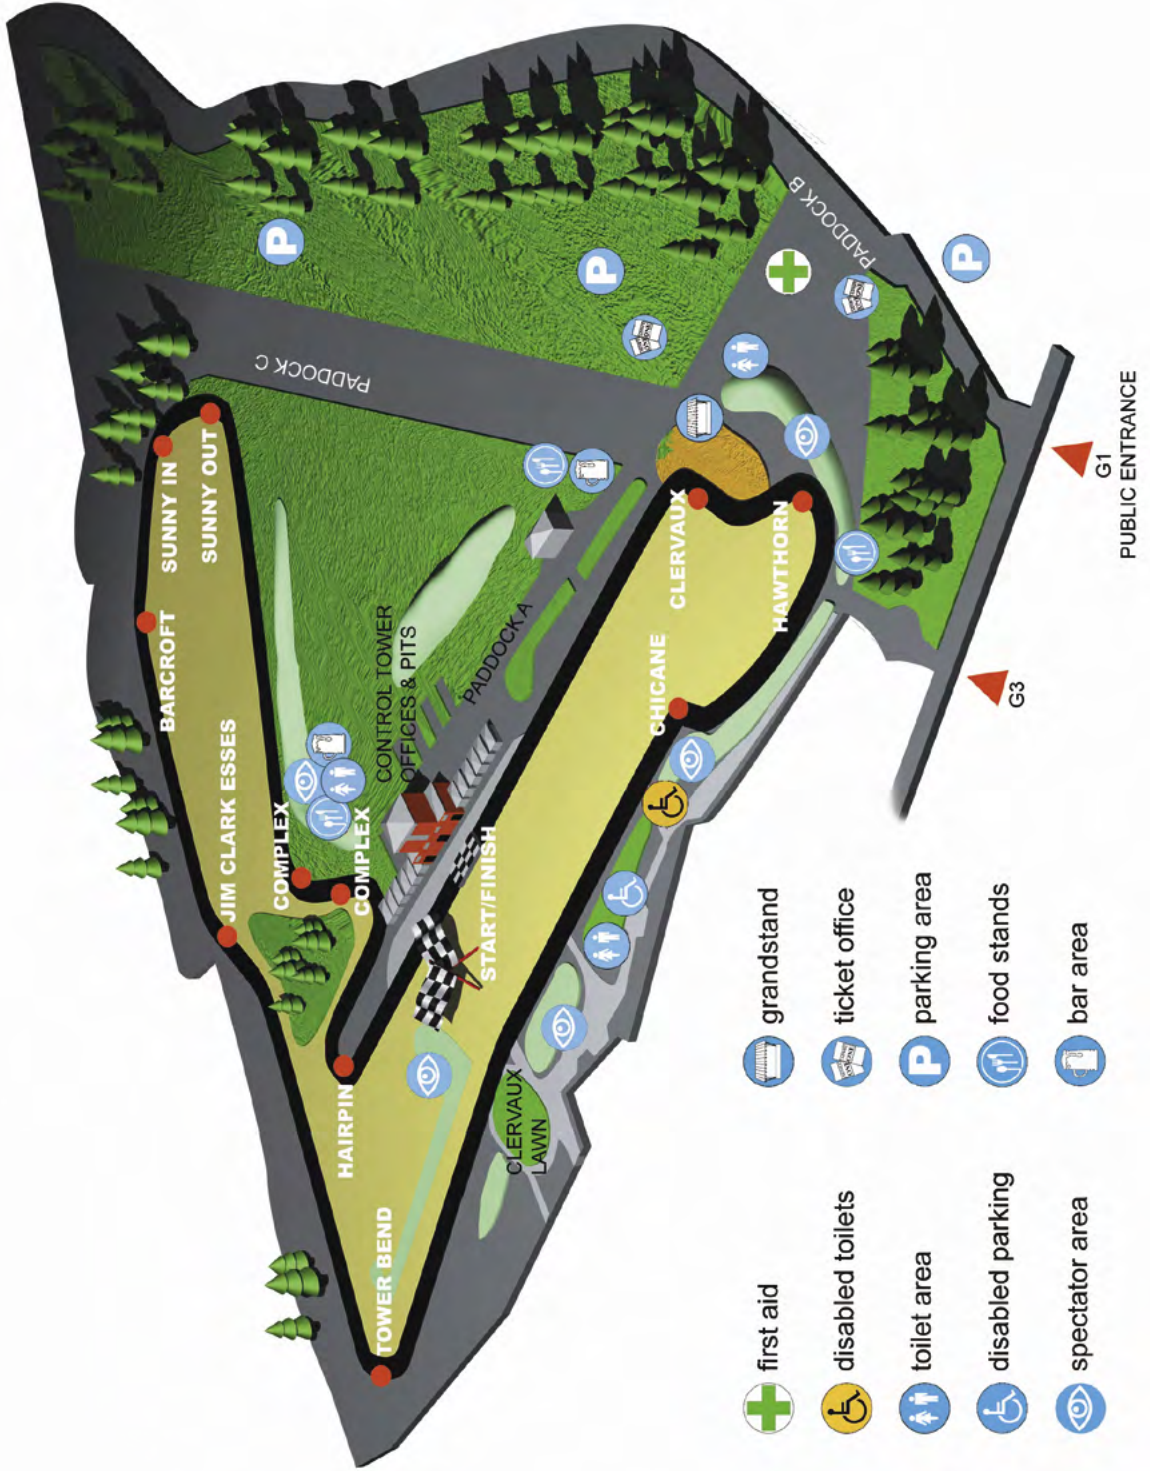 SUNNY IN
SUNNY OUT
BARCROFT
JIM CLARK ESSES
COMPLEX
COMPLEX
HAIRPIN
TOWER BEND
PADDOCK C
PADDOCK B
PADDOCK A
CONTROL TOWER
OFFICES & PITS
START/FINISH
CLERVAUX
HAWTHORN
CHICANE
CLERVAUX
LAWN
P
P
P
G1
PUBLIC ENTRANCE
G3
first aid
disabled toilets
toilet area
disabled parking
spectator area
grandstand
ticket office
P parking area
food stands
bar area